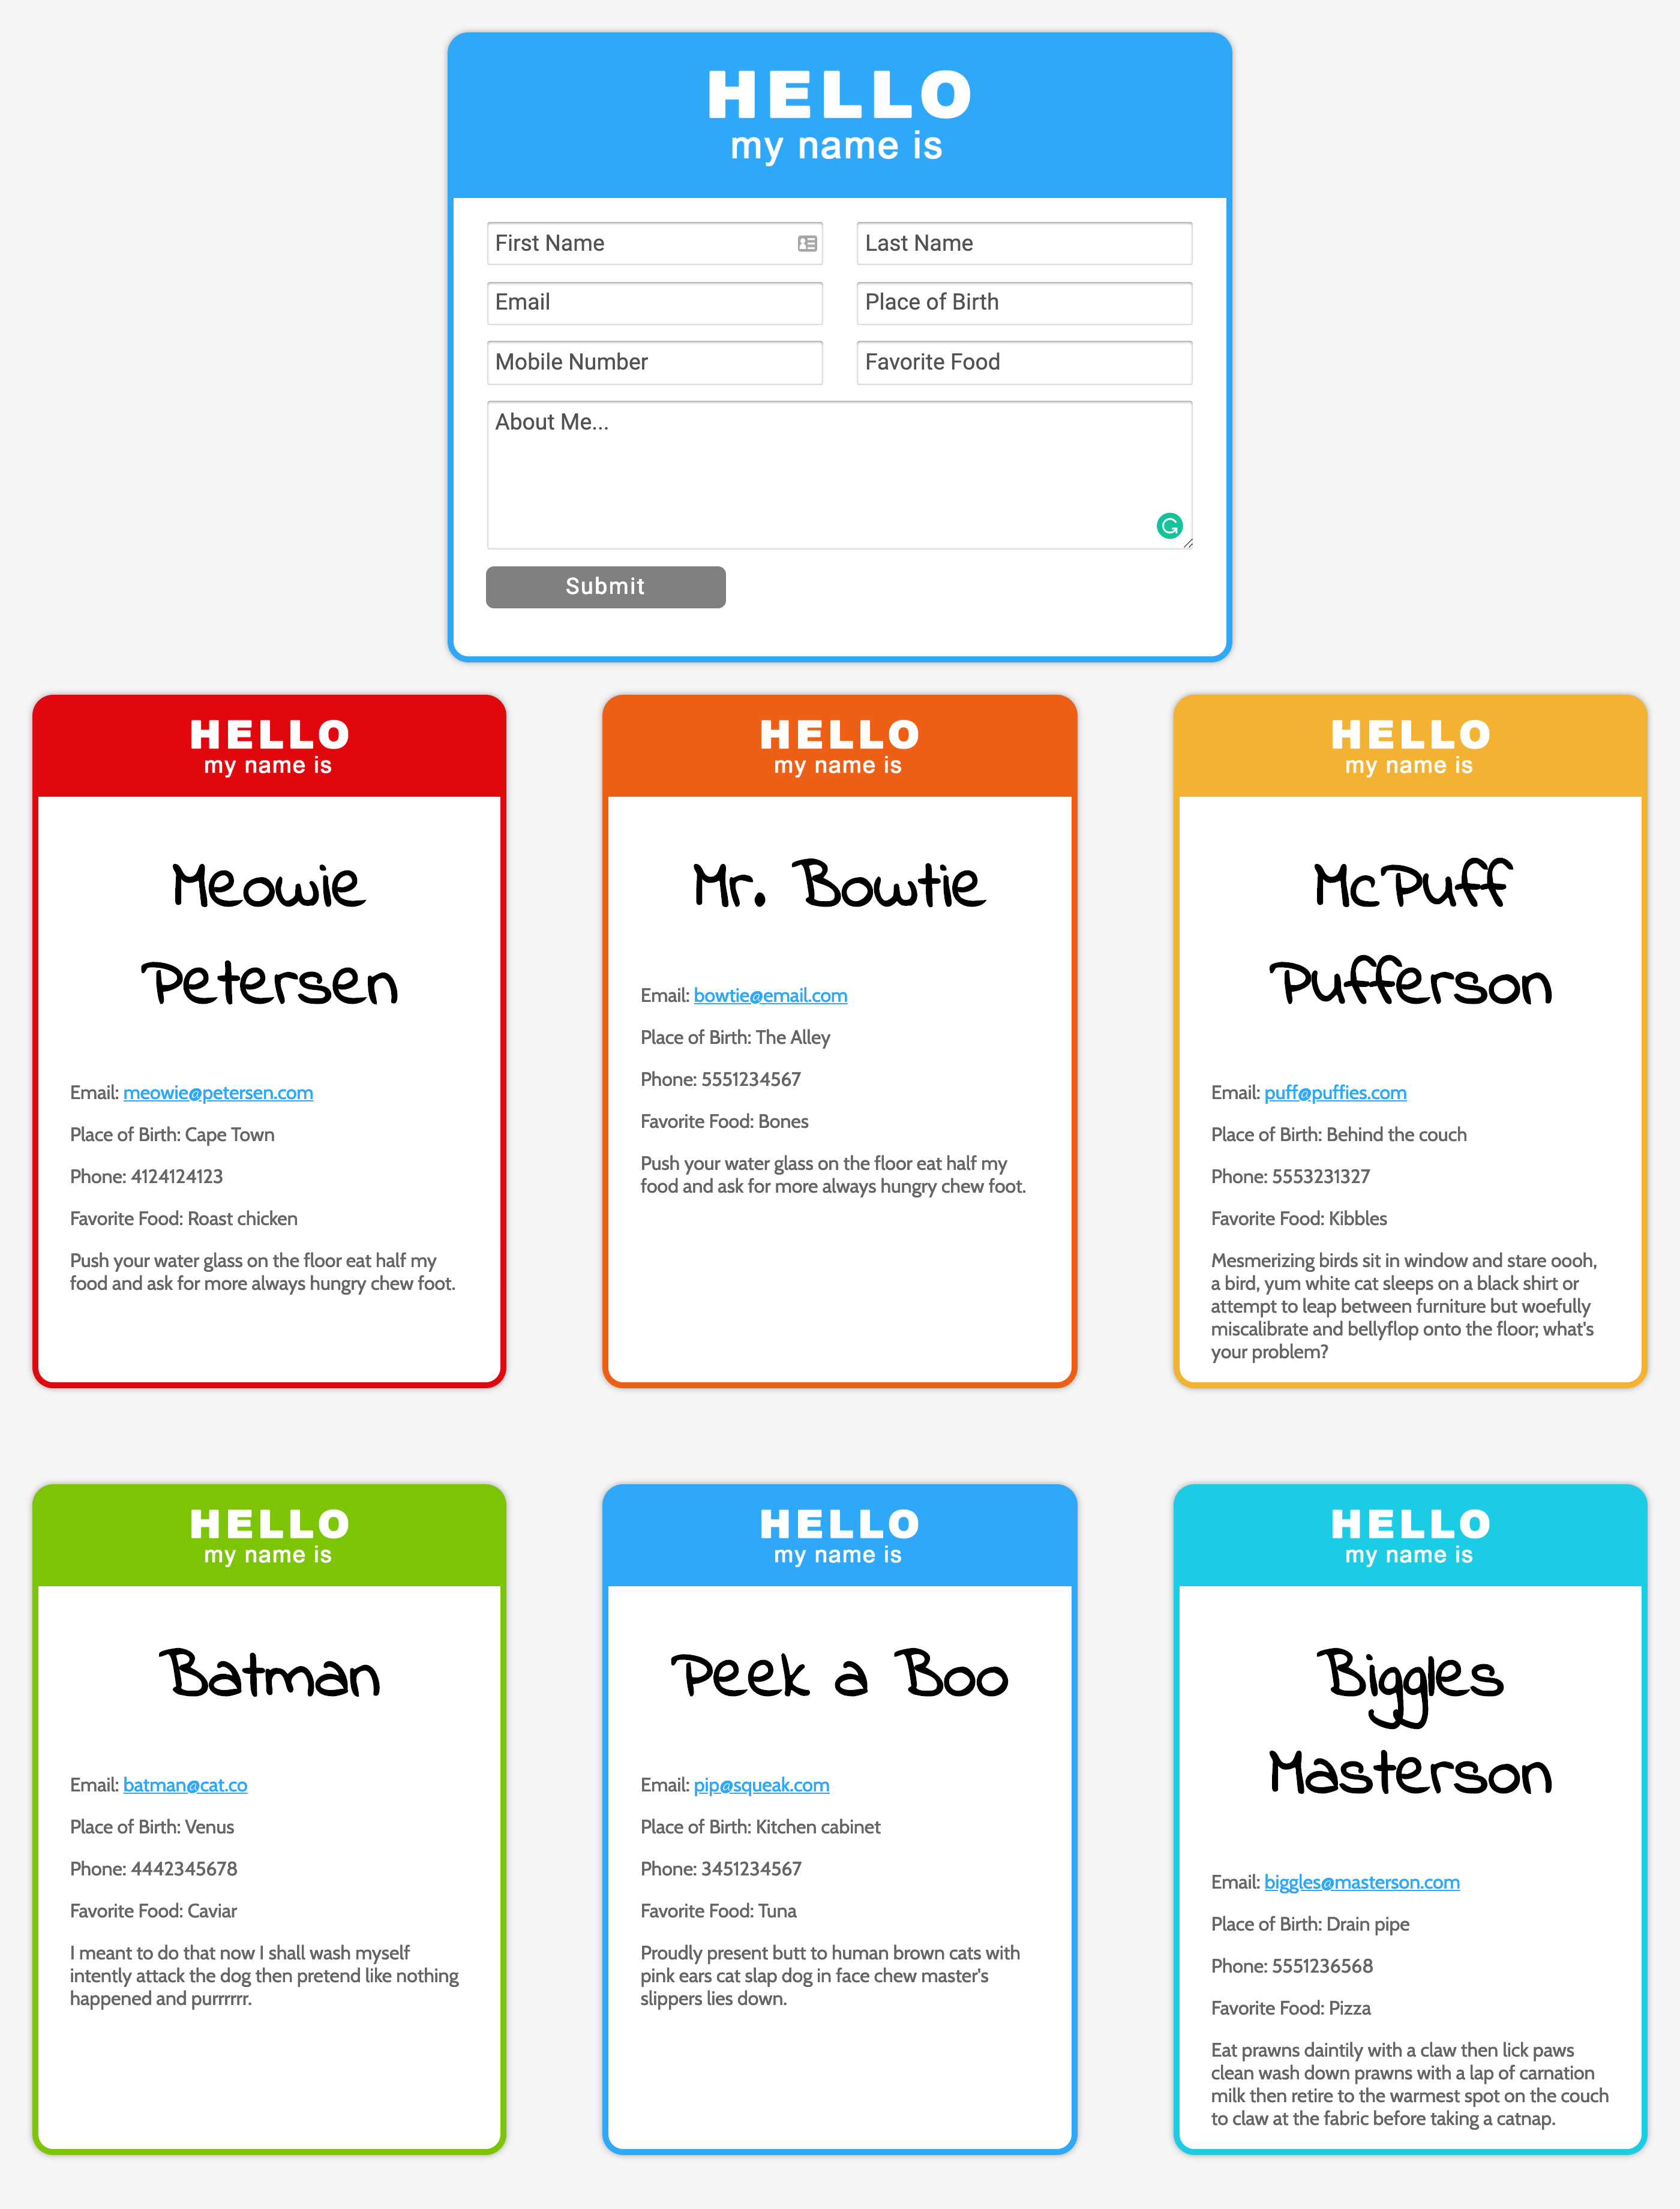 HELLO
my name is
First Name
Last Name
Email
Place of Birth
Mobile Number
Favorite Food
About Me...
Submit
HELLO
my name is
Meowie
Petersen
Email: meowie@petersen.com
Place of Birth: Cape Town
Phone: 4124124123
Favorite Food: Roast chicken
Push your water glass on the floor eat half my
food and ask for more always hungry chew foot.
HELLO
my name is
Mr. Bowtie
Email: bowtie@email.com
Place of Birth: The Alley
Phone: 5551234567
Favorite Food: Bones
Push your water glass on the floor eat half my
food and ask for more always hungry chew foot.
HELLO
my name is
McPuff
Pufferson
Email: puff@puffies.com
Place of Birth: Behind the couch
Phone: 5553231327
Favorite Food: Kibbles
Mesmerizing birds sit in window and stare oooh,
a bird, yum white cat sleeps on a black shirt or
attempt to leap between furniture but woefully
miscalibrate and bellyflop onto the floor; what's
your problem?
HELLO
my name is
Batman
Email: batman@cat.co
Place of Birth: Venus
Phone: 4442345678
Favorite Food: Caviar
I meant to do that now I shall wash myself
intently attack the dog then pretend like nothing
happened and purrrrrr.
HELLO
my name is
Peek a Boo
Email: pip@squeak.com
Place of Birth: Kitchen cabinet
Phone: 3451234567
Favorite Food: Tuna
Proudly present butt to human brown cats with
pink ears cat slap dog in face chew master's
slippers lies down.
HELLO
my name is
Biggles
Masterson
Email: biggles@masterson.com
Place of Birth: Drain pipe
Phone: 5551236568
Favorite Food: Pizza
Eat prawns daintily with a claw then lick paws
clean wash down prawns with a lap of carnation
milk then retire to the warmest spot on the couch
to claw at the fabric before taking a catnap.